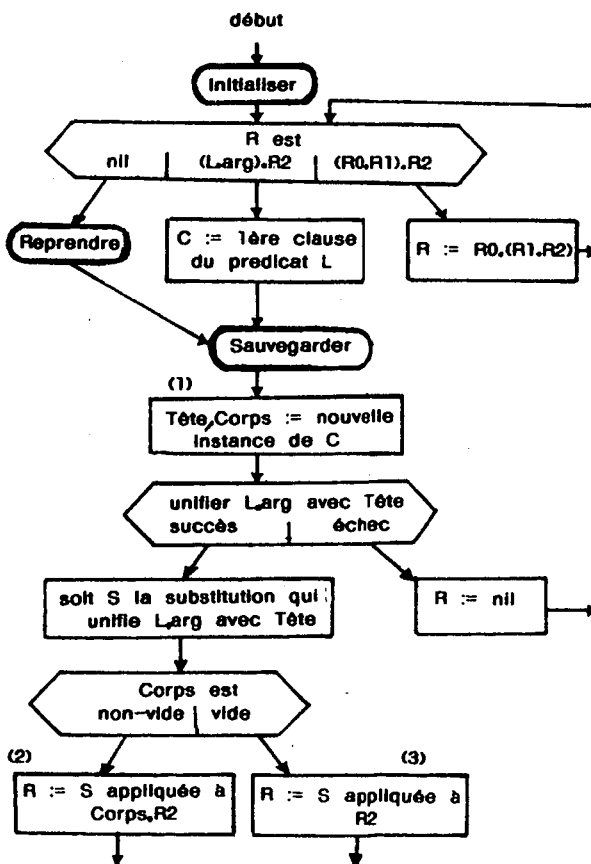 début
Initialiser
R est
nil | (L.arg).R2 | (R0.R1).R2
Reprendre
C := 1ère clause
du predicat L
R := R0.(R1.R2)
Sauvegarder
(1)
Tête,Corps := nouvelle
instance de C
unifier L.arg avec Tête
succès | échec
soit S la substitution qui
unifie L.arg avec Tête
R := nil
Corps est
non-vide | vide
(2)
(3)
R := S appliquée à
Corps.R2
R := S appliquée à
R2